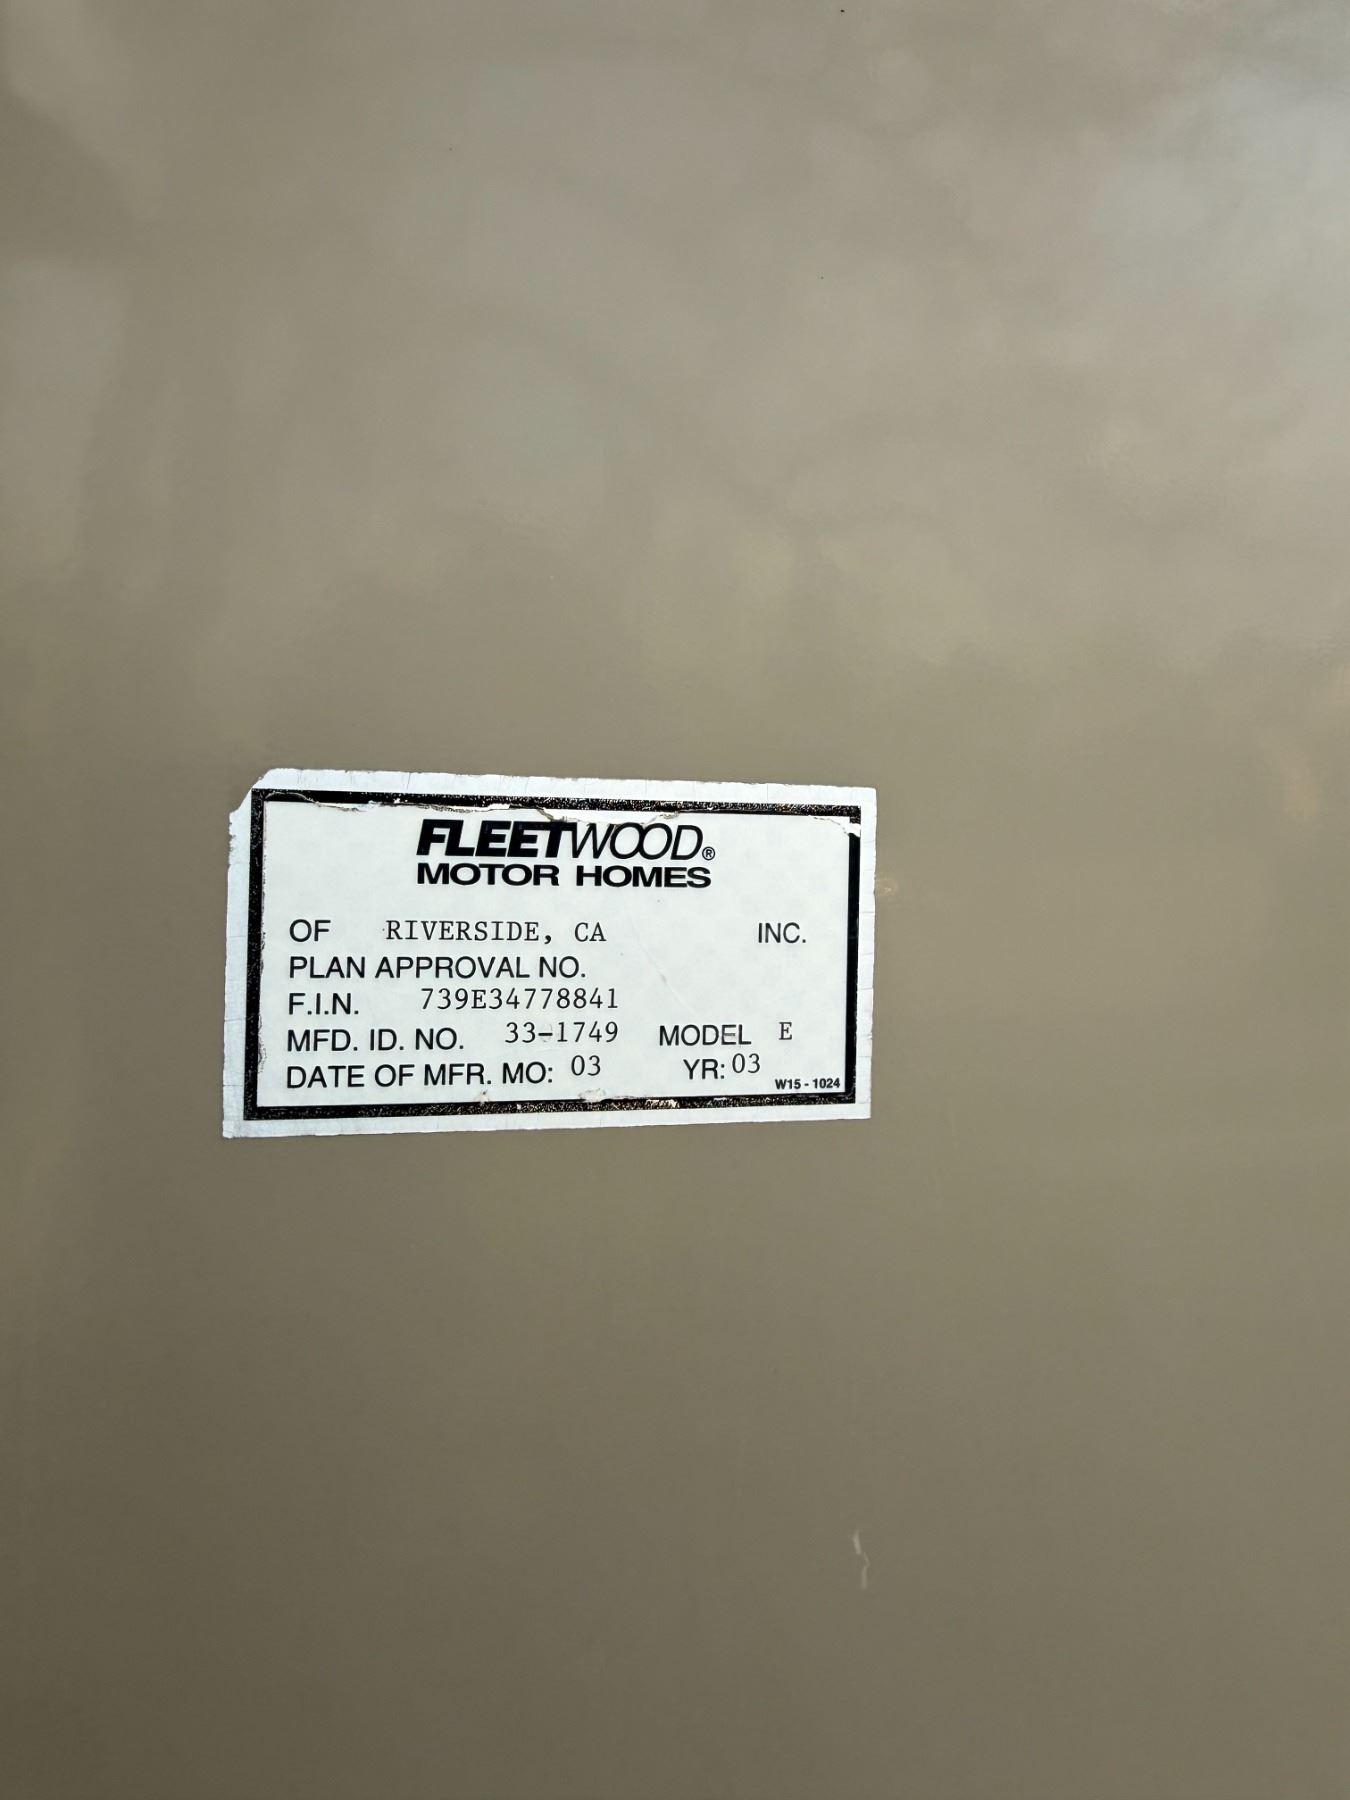 FLEETWOOD®
MOTOR HOMES
OF RIVERSIDE, CA INC.
PLAN APPROVAL NO.
F.I.N. 739E34778841
MFD. ID. NO. 33-1749 MODEL E
DATE OF MFR. MO: 03 YR: 03
W15 - 1024